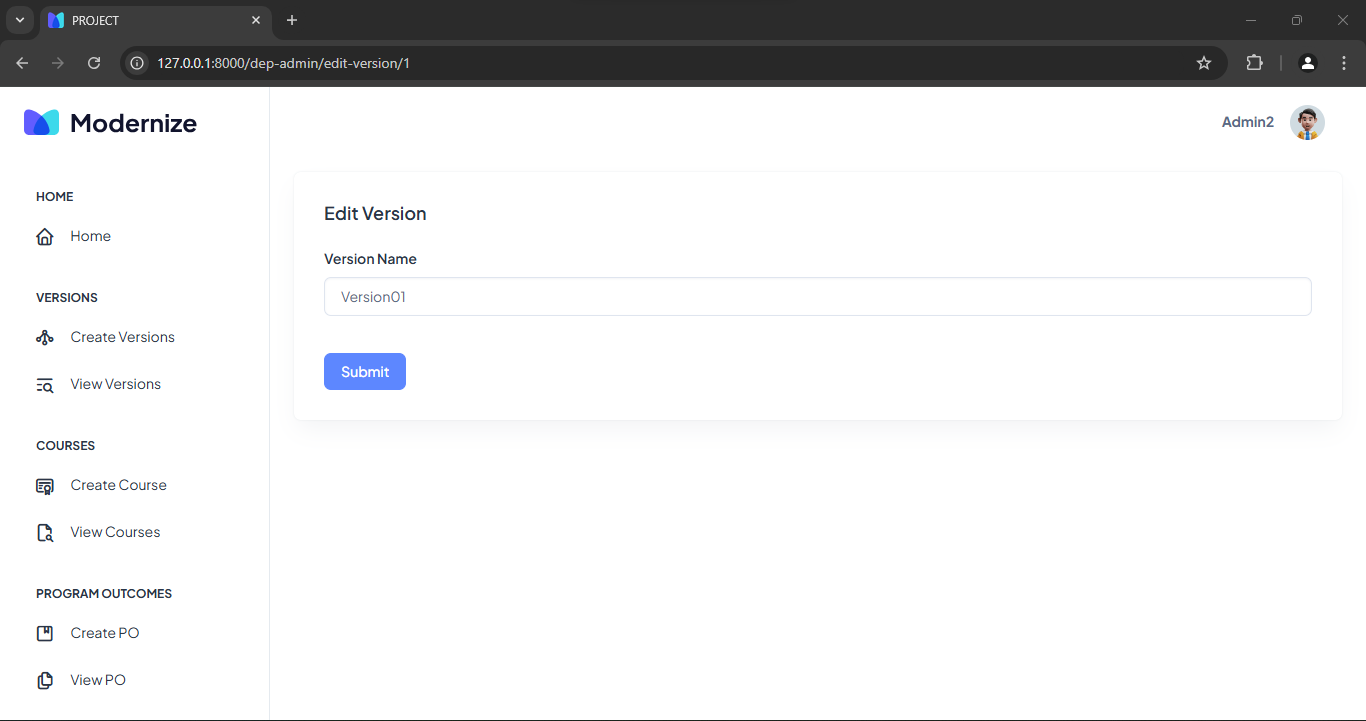 PROJECT
127.0.0.1:8000/dep-admin/edit-version/1
Modernize
Admin2
HOME
Home
VERSIONS
Create Versions
View Versions
COURSES
Create Course
View Courses
PROGRAM OUTCOMES
Create PO
View PO
Edit Version
Version Name
Version01
Submit